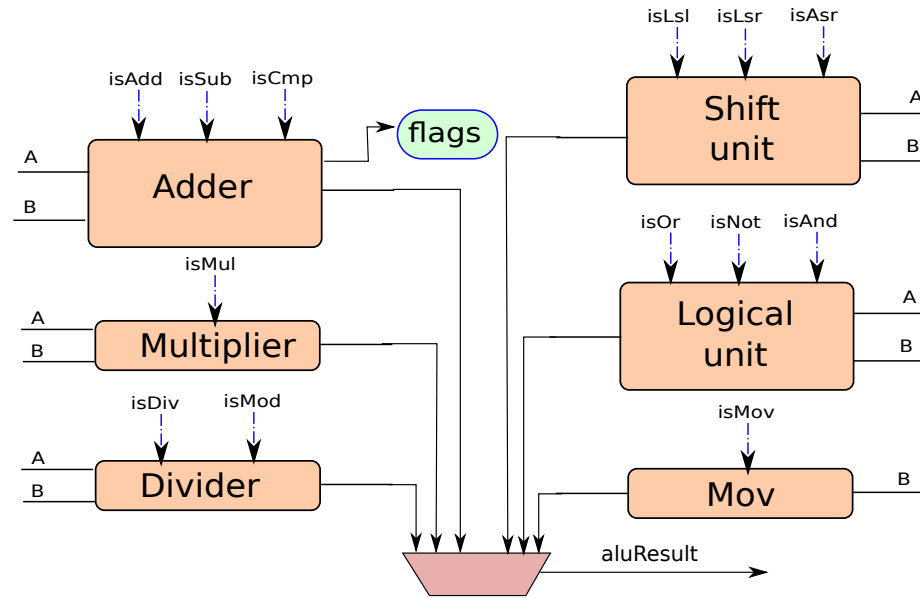 isLsl isLsr isAsr
isAdd isSub isCmp
flags
A
B
Adder
Shift
unit
A
B
isMul
A
B
Multiplier
isOr isNot isAnd
Logical
unit
A
B
isDiv isMod
A
B
Divider
isMov
Mov
B
aluResult